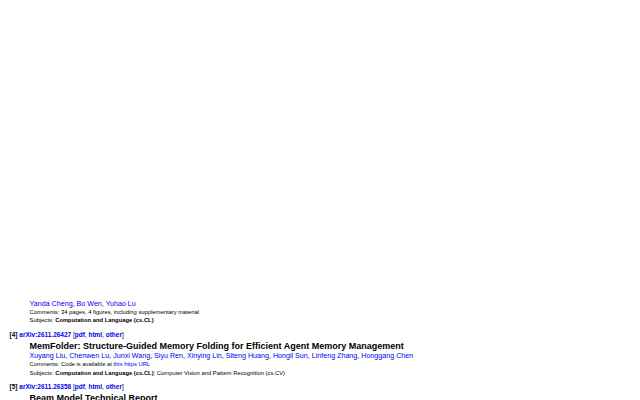 Yanda Cheng, Bo Wen, Yuhao Lu
Comments: 34 pages, 4 figures, including supplementary material
Subjects: Computation and Language (cs.CL)
[4] arXiv:2611.26427 [pdf, html, other]
MemFolder: Structure-Guided Memory Folding for Efficient Agent Memory Management
Xuyang Liu, Chenwen Lu, Junxi Wang, Siyu Ren, Xinying Lin, Siteng Huang, Hongli Sun, Linfeng Zhang, Honggang Chen
Comments: Code is available at this https URL
Subjects: Computation and Language (cs.CL); Computer Vision and Pattern Recognition (cs.CV)
[5] arXiv:2611.26358 [pdf, html, other]
Beam Model Technical Report